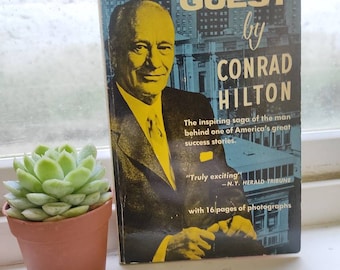 GUEST
by
CONRAD
HILTON
The inspiring saga of the man
behind one of America's great
success stories.
"Truly exciting"
—N.Y. HERALD-TRIBUNE
with 16 pages of photographs